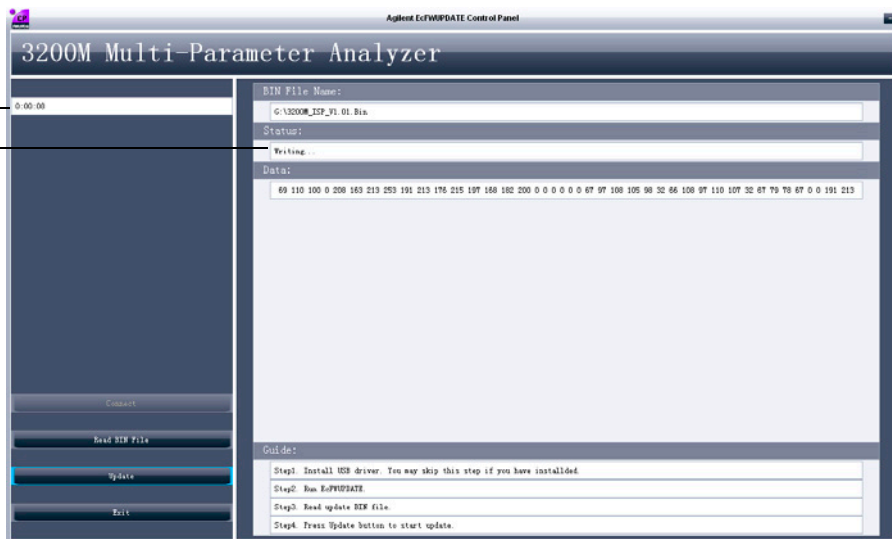 CP
Agilent EcFWUPDATE Control Panel
3200M Multi-Parameter Analyzer
0:00:00
BIN File Name:
G:\3200M_ISP_V1.01.Bin
Status:
Writing...
Data:
69 110 100 0 208 163 213 253 191 213 176 215 197 168 182 200 0 0 0 0 0 0 67 97 108 105 98 32 66 108 97 110 107 32 67 79 78 67 0 0 191 213
Connect
Read BIN File
Update
Exit
Guide:
Step1. Install USB driver. You may skip this step if you have installded.
Step2. Run EcFWUPDATE.
Step3. Read update BIN file.
Step4. Press Update button to start update.